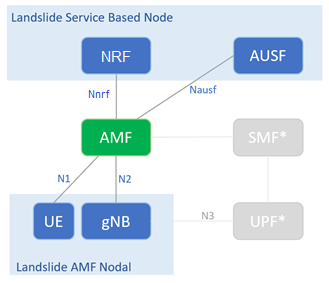 Landslide Service Based Node
NRF
AUSF
Nnrf
Nausf
AMF
SMF*
N1
N2
UE
gNB
N3
UPF*
Landslide AMF Nodal